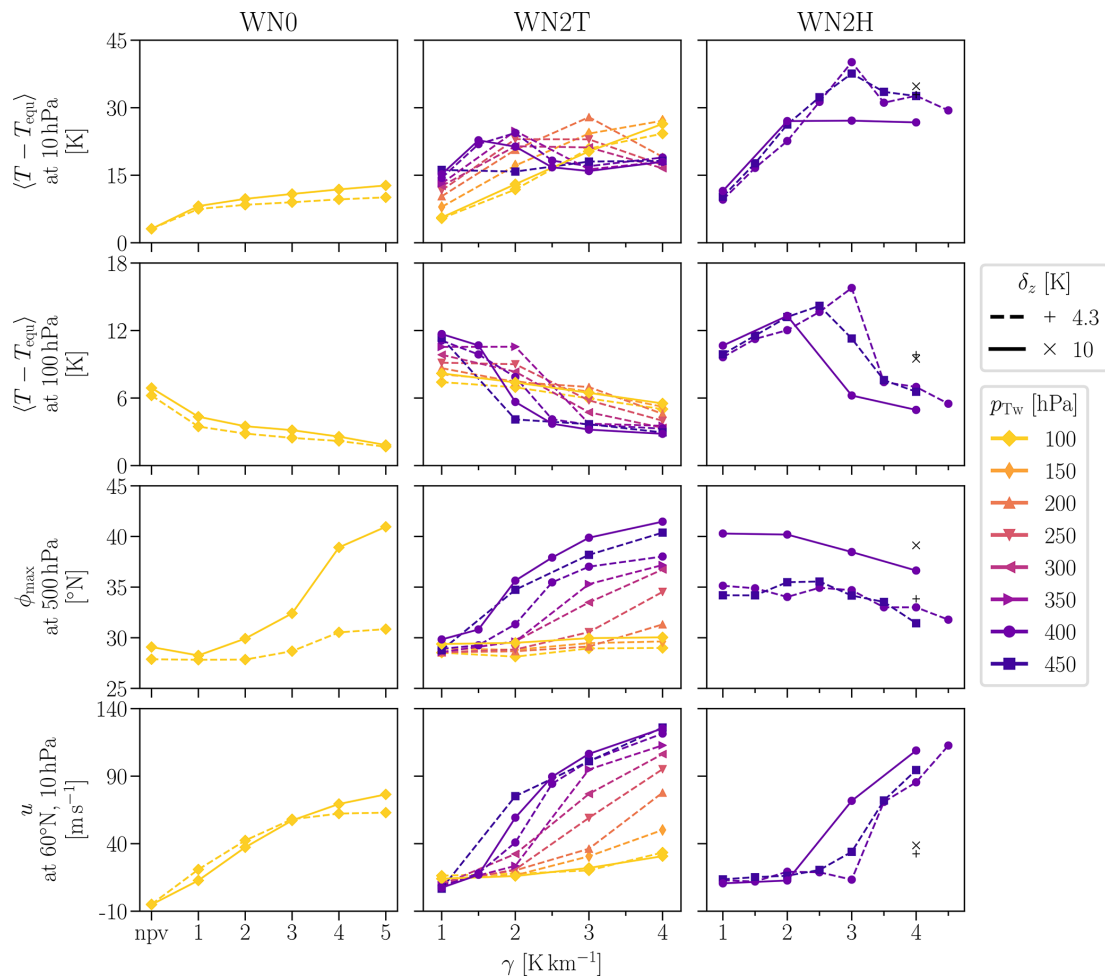 WN0 WN2T WN2H
⟨T − T_equ⟩
at 10 hPa
[K]
45
30
15
0
⟨T − T_equ⟩
at 100 hPa
[K]
18
12
6
0
ϕ_max
at 500 hPa
[°N]
45
40
35
30
25
u
at 60°N, 10 hPa
[m s⁻¹]
140
90
40
-10
npv 1 2 3 4 5 1 2 3 4 1 2 3 4
γ [K km⁻¹]
δ_z [K]
+ 4.3
× 10
p_Tw [hPa]
100
150
200
250
300
350
400
450